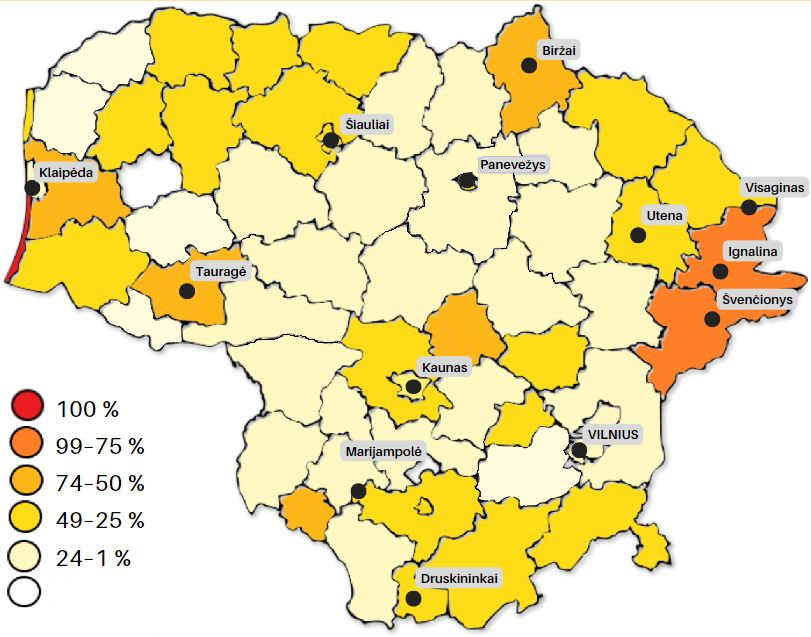 Biržai
Šiauliai
Panevežys
Klaipėda
Visaginas
Utena
Ignalina
Tauragė
Švenčionys
Kaunas
100 %
VILNIUS
99–75 %
Marijampolė
74–50 %
49–25 %
24–1 %
Druskininkai